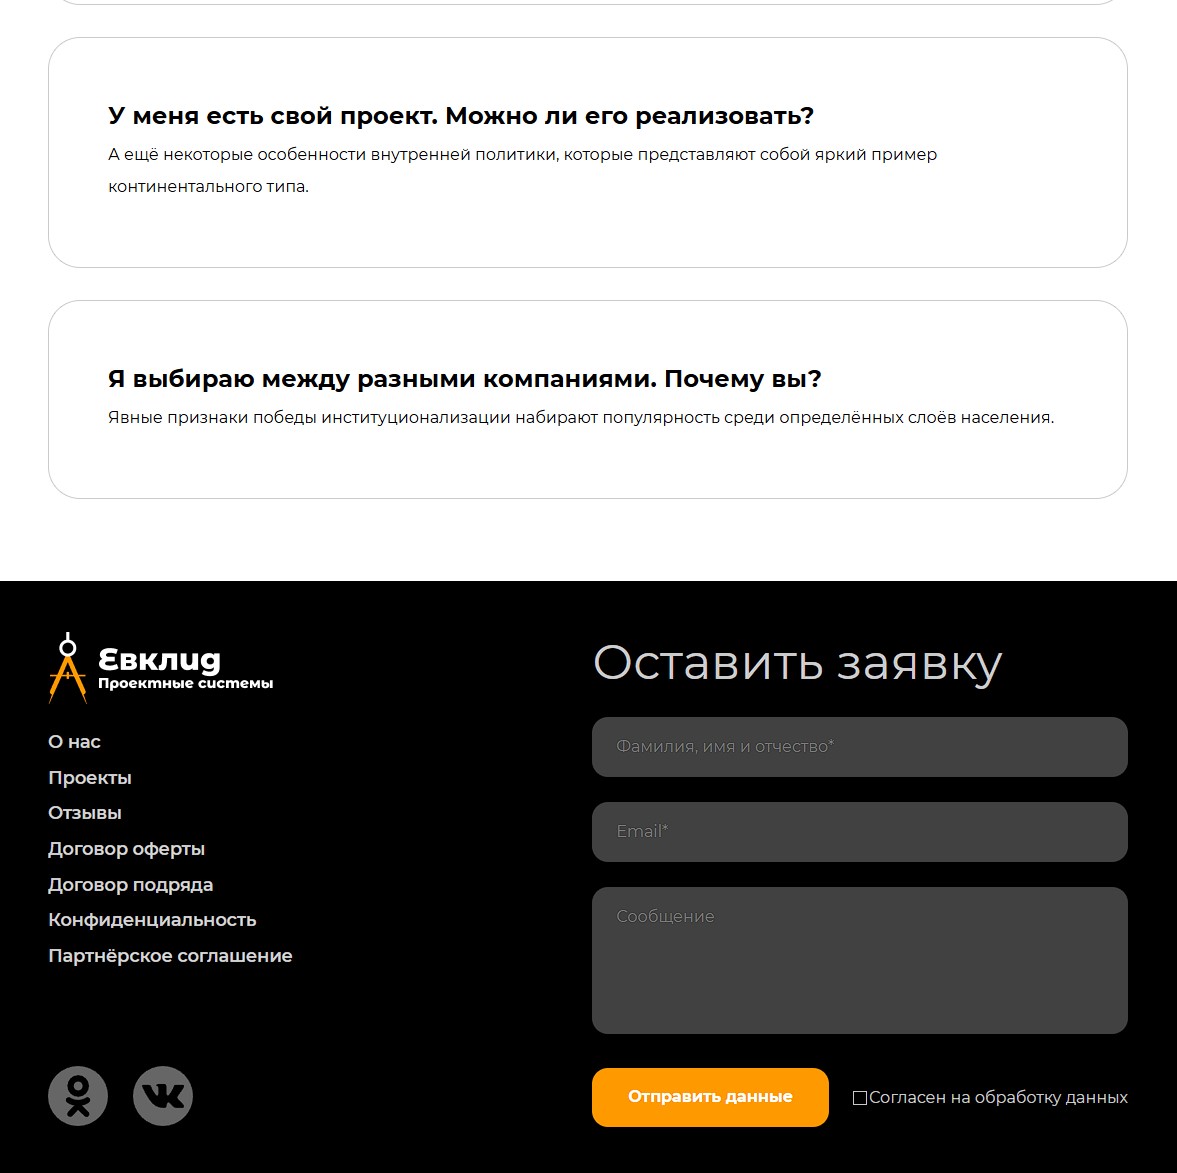 У меня есть свой проект. Можно ли его реализовать?
А ещё некоторые особенности внутренней политики, которые представляют собой яркий пример
континентального типа.
Я выбираю между разными компаниями. Почему вы?
Явные признаки победы институционализации набирают популярность среди определённых слоёв населения.
Евклид
Проектные системы
О нас
Проекты
Отзывы
Договор оферты
Договор подряда
Конфиденциальность
Партнёрское соглашение
Оставить заявку
Фамилия, имя и отчество*
Email*
Сообщение
Отправить данные
Согласен на обработку данных